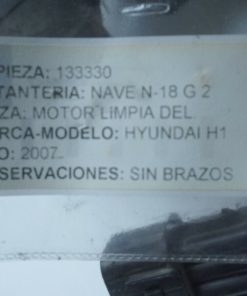 PIEZA: 133330
TANTERIA: NAVE N-18 G 2
ZA: MOTOR LIMPIA DEL.
RCA-MODELO: HYUNDAI H1
O: 2007
SERVACIONES: SIN BRAZOS